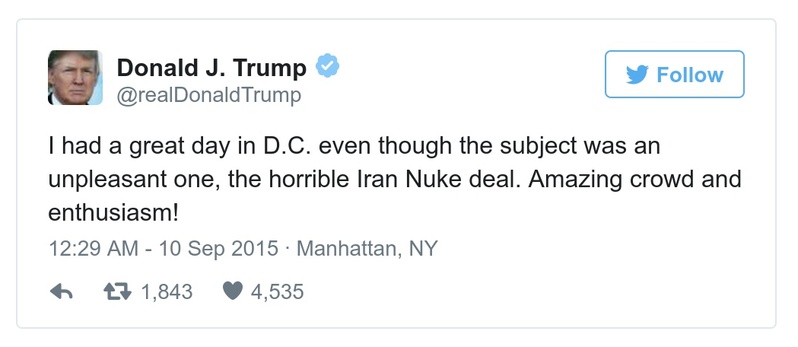 Donald J. Trump
@realDonaldTrump
Follow
I had a great day in D.C. even though the subject was an
unpleasant one, the horrible Iran Nuke deal. Amazing crowd and
enthusiasm!
12:29 AM - 10 Sep 2015 · Manhattan, NY
1,843 4,535